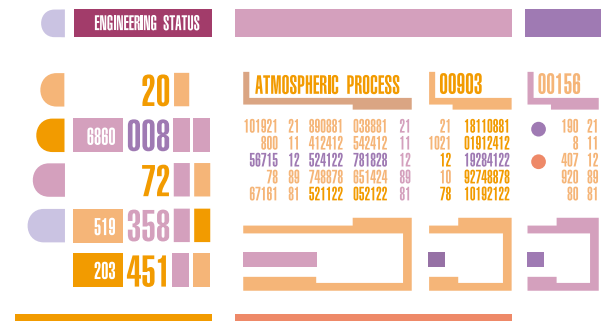 ENGINEERING STATUS
20
6860 008
72
519 358
203 451
ATMOSPHERIC PROCESS
101921 21 890881 038881 21
800 11 412412 542412 11
56715 12 524122 781828 12
78 89 748878 651424 89
67161 81 521122 052122 81
00903
21 18110881
1021 01912412
12 19284122
10 92748878
78 10192122
00156
190 21
8 11
407 12
920 89
80 81